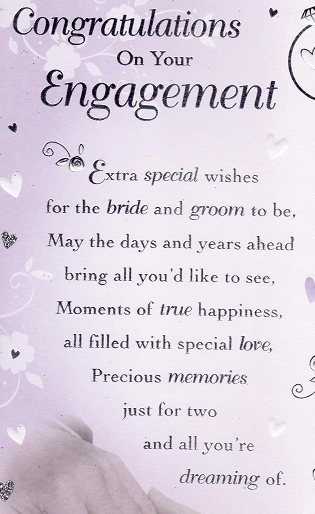 Congratulations
On Your
Engagement
Extra special wishes
for the bride and groom to be,
May the days and years ahead
bring all you'd like to see,
Moments of true happiness,
all filled with special love,
Precious memories
just for two
and all you're
dreaming of.